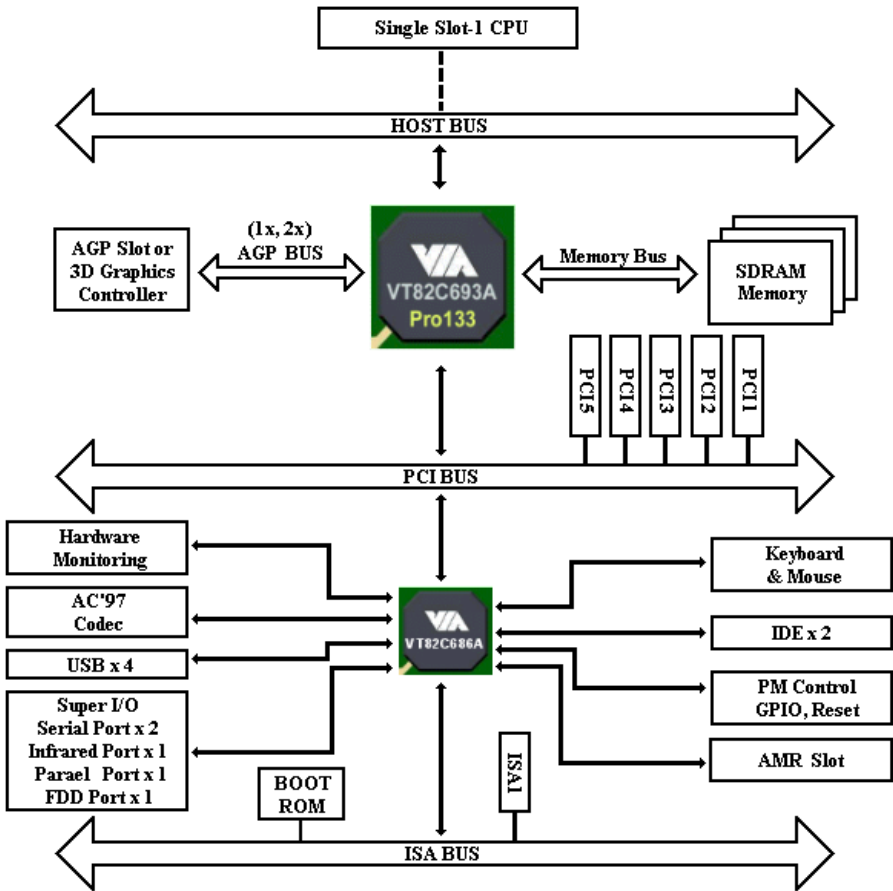 Single Slot-1 CPU
HOST BUS
AGP Slot or
3D Graphics
Controller
(1x, 2x)
AGP BUS
VIA
VT82C693A
Pro133
Memory Bus
SDRAM
Memory
PCI5
PCI4
PCI3
PCI2
PCI1
PCI BUS
Hardware
Monitoring
AC'97
Codec
USB x 4
Super I/O
Serial Port x 2
Infrared Port x 1
Parael Port x 1
FDD Port x 1
VIA
VT82C686A
Keyboard
& Mouse
IDE x 2
PM Control
GPIO, Reset
AMR Slot
BOOT
ROM
ISA1
ISA BUS